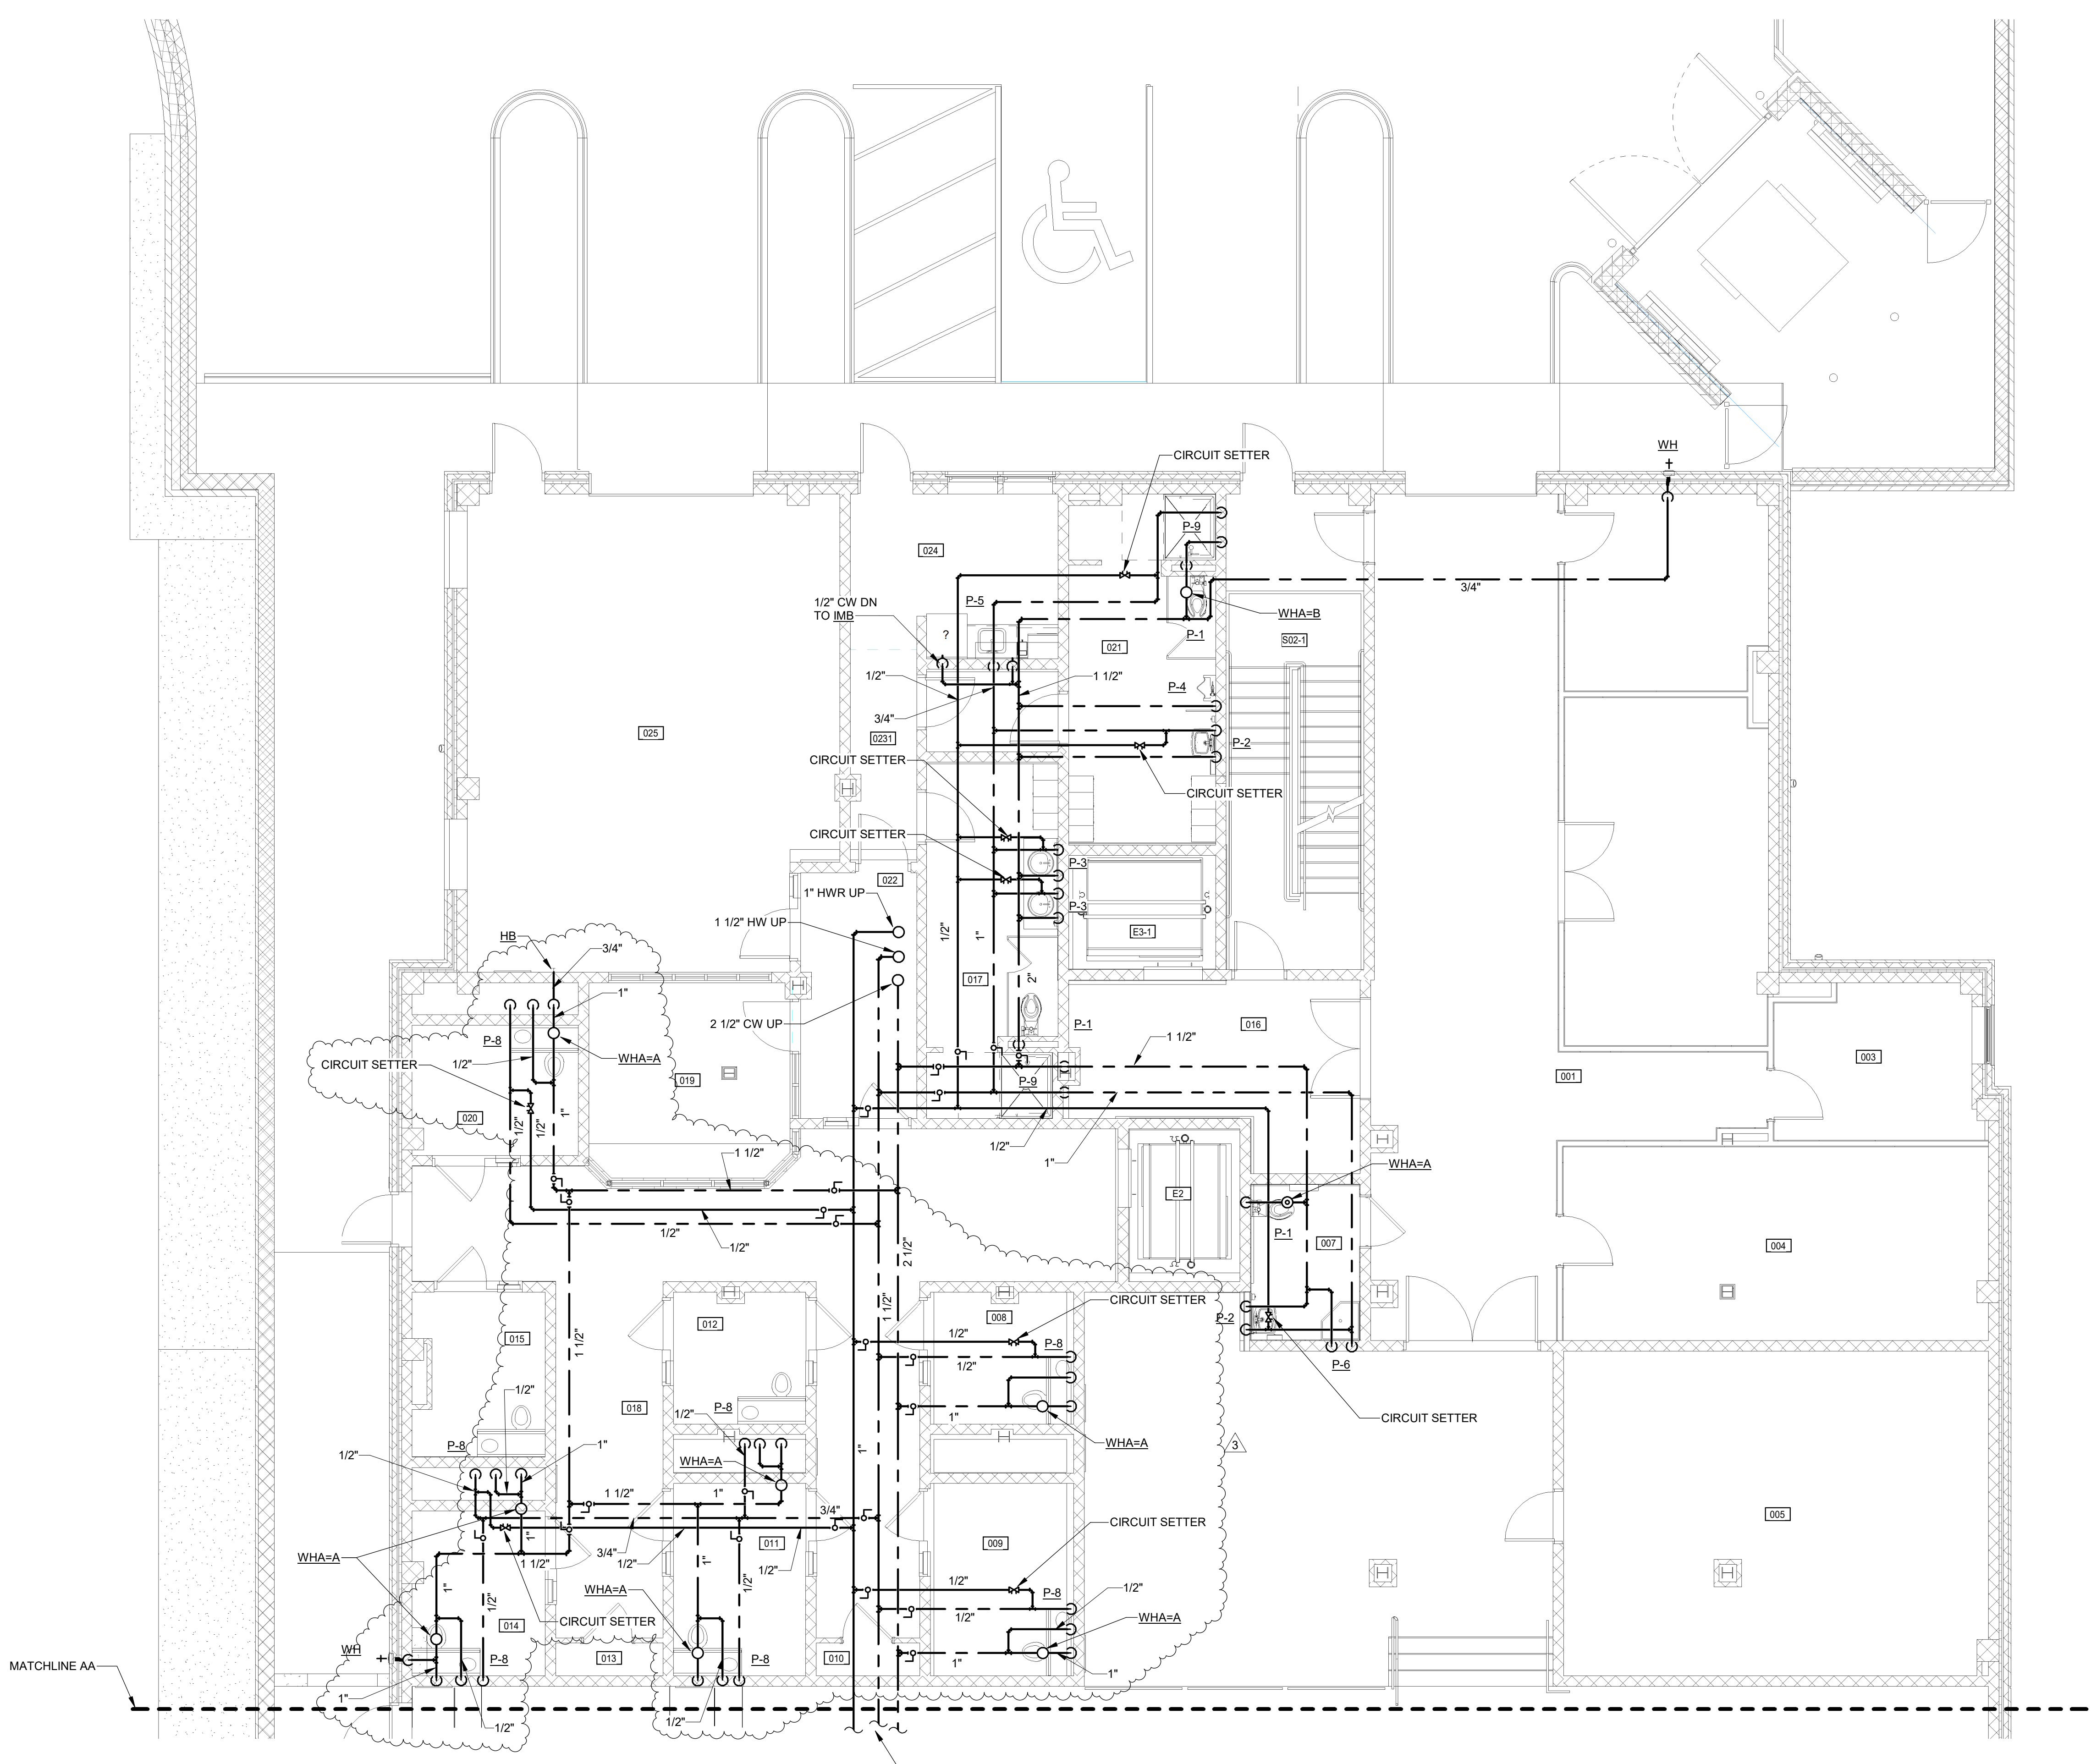 WH
CIRCUIT SETTER
P-9
024
3/4"
1/2" CW DN
TO IMB
P-5
WHA=B
?
P-1
S02-1
021
1/2"
1 1/2"
P-4
3/4"
025
0231
P-2
CIRCUIT SETTER
CIRCUIT SETTER
CIRCUIT SETTER
P-3
022
1" HWR UP
P-3
1 1/2" HW UP
E3-1
HB
3/4"
1/2"
1"
017
2"
1"
2 1/2" CW UP
P-1
016
1 1/2"
P-8
WHA=A
003
CIRCUIT SETTER
1/2"
019
P-9
001
020
1/2"
1/2"
1"
1/2"
1"
1 1/2"
WHA=A
E2
1/2"
1/2"
2 1/2"
P-1
007
004
1 1/2"
CIRCUIT SETTER
008
P-2
015
1 1/2"
012
1/2"
P-8
1/2"
P-6
1/2"
018
P-8
1/2"
1"
CIRCUIT SETTER
P-8
1"
1/2"
1"
WHA=A
WHA=A
3
1 1/2"
1"
3/4"
005
CIRCUIT SETTER
1"
3/4"
1/2"
011
1/2"
009
WHA=A
1 1/2"
1"
1/2"
1"
1/2"
WHA=A
1/2"
P-8
1/2"
1/2"
WHA=A
CIRCUIT SETTER
014
WH
P-8
013
P-8
010
1"
1"
MATCHLINE AA
1"
1/2"
1/2"